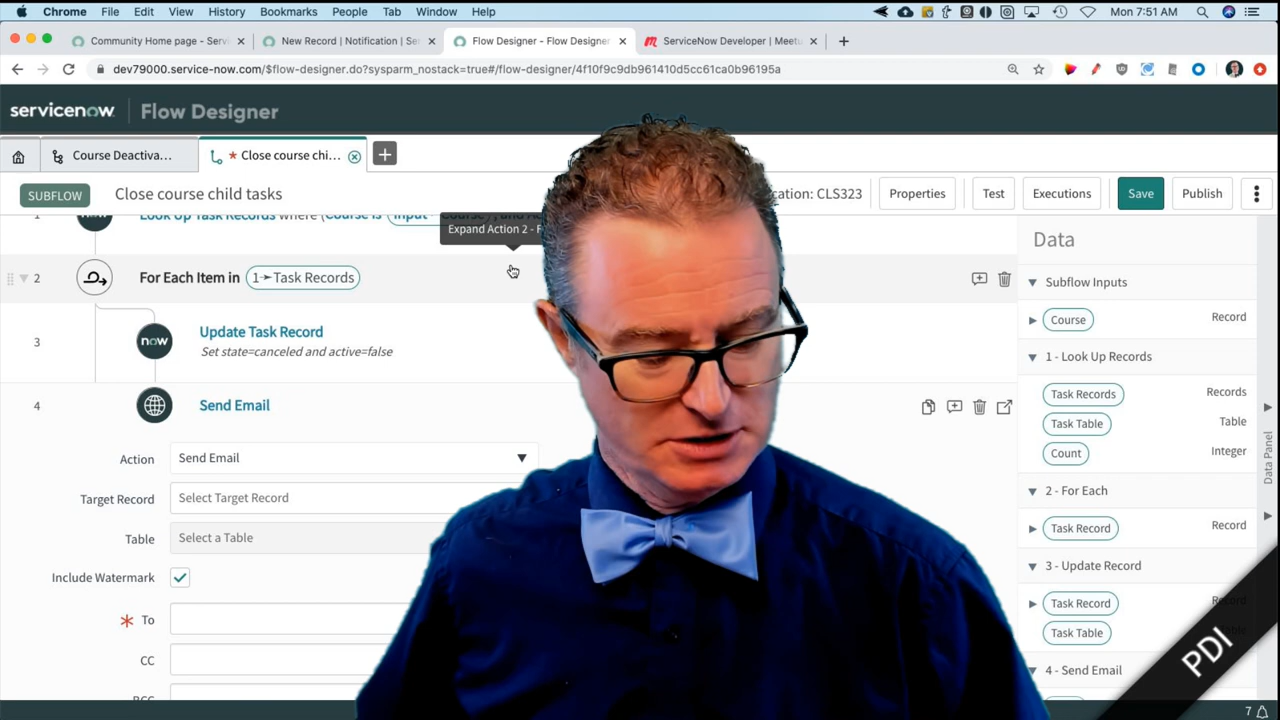 Chrome File Edit View History Bookmarks People Tab Window Help Mon 7:51 AM
Community Home page - Servi New Record | Notification | Se Flow Designer - Flow Designer ServiceNow Developer | Meetu
dev79000.service-now.com/$flow-designer.do?sysparm_nostack=true#/flow-designer/4f10f9c9db961410d5cc61ca0b96195a
servicenow Flow Designer
Course Deactiva... * Close course chi...
SUBFLOW Close course child tasks cation: CLS323 Properties Test Executions Save Publish
1 now Look Up Task Records where (Course is Input
Expand Action 2 - F
2 For Each Item in 1➛Task Records
3 now Update Task Record
Set state=canceled and active=false
4 Send Email
Action Send Email
Target Record Select Target Record
Table Select a Table
Include Watermark
* To
CC
BCC
Data
Subflow Inputs
Course Record
1 - Look Up Records
Task Records Records
Task Table Table
Count Integer
2 - For Each
Task Record Record
3 - Update Record
Task Record Record
Task Table
4 - Send Email
Data Panel
PDI
7